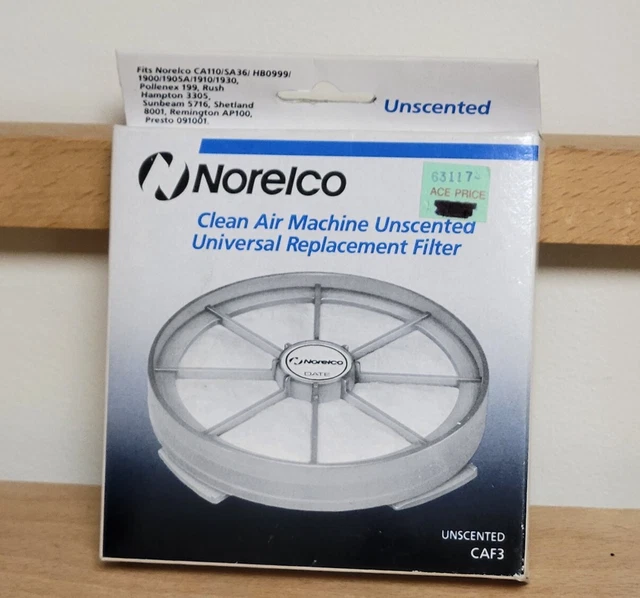 Fits Norelco CA110/SA36/ HB0999/
1900/1905A/1910/1930,
Pollenex 199, Rush
Hampton 3305,
Sunbeam 5716, Shetland
8001, Remington AP100,
Presto 091001.
Unscented
Norelco
63117
ACE PRICE
Clean Air Machine Unscented
Universal Replacement Filter
Norelco
DATE
UNSCENTED
CAF3